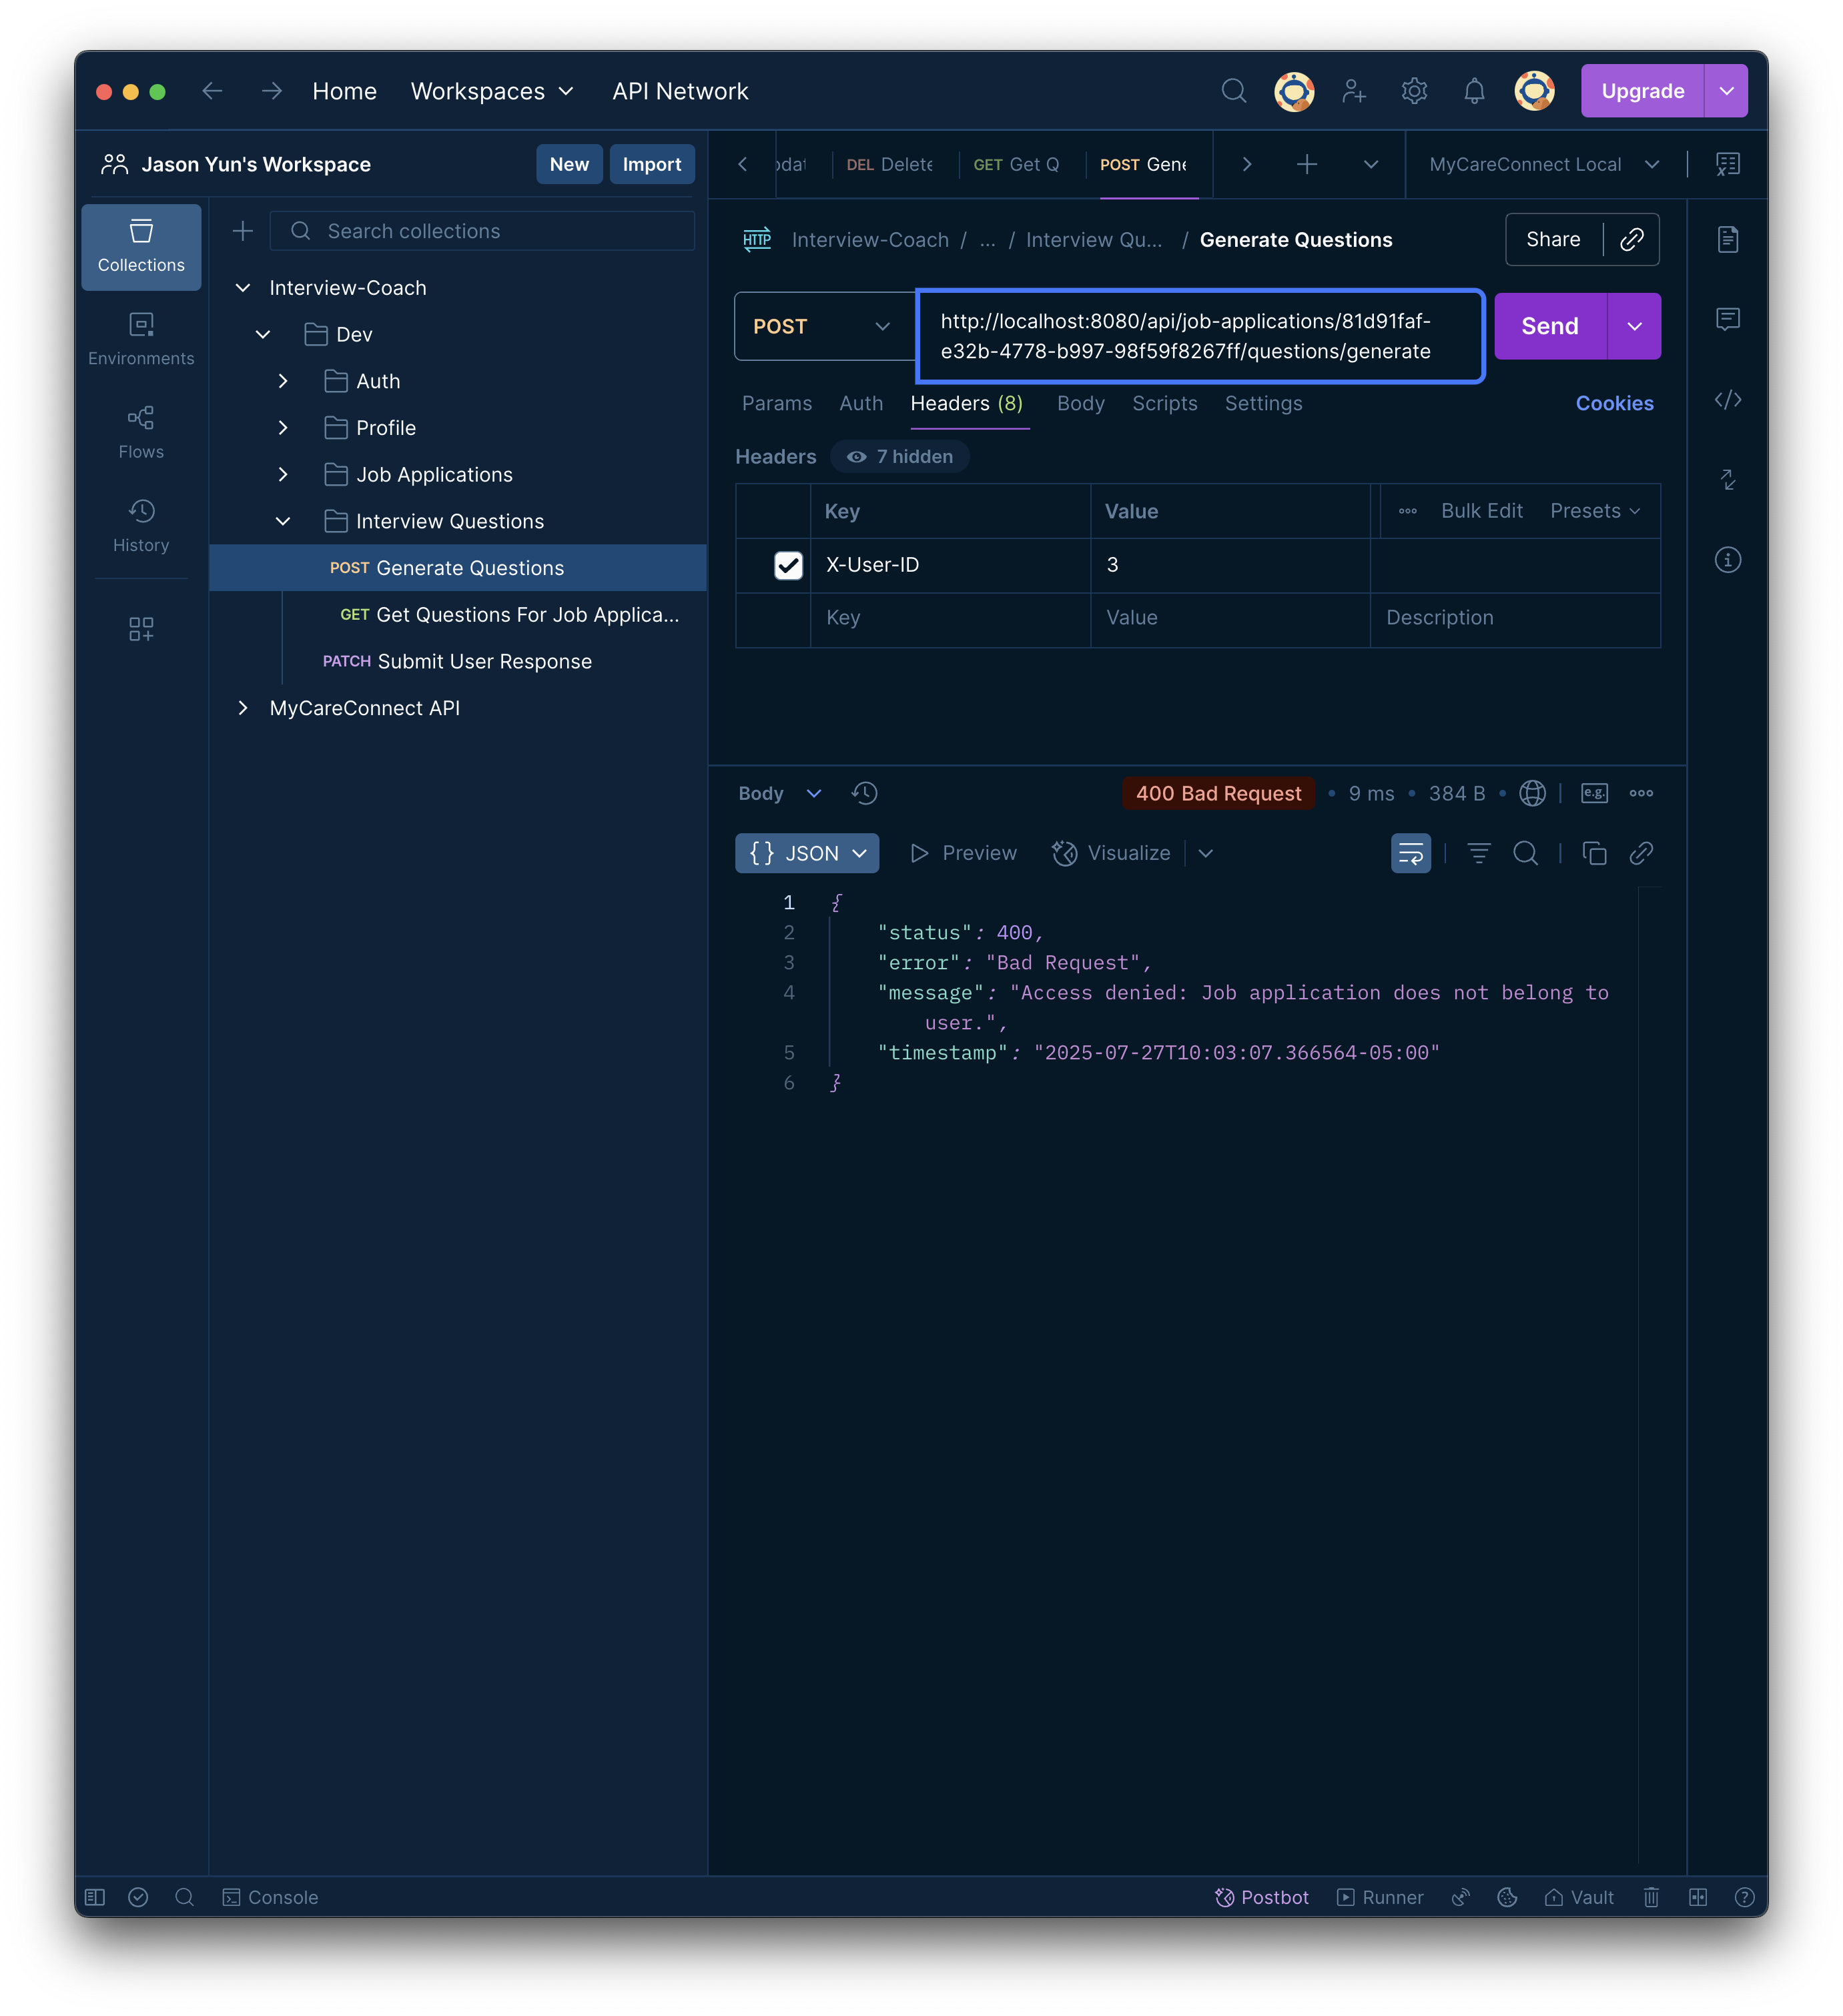 Home
Workspaces
API Network
Upgrade
Jason Yun's Workspace
New
Import
DEL Delete
GET Get Q
POST Gene
MyCareConnect Local
Collections
Environments
Flows
History
Search collections
Interview-Coach
Dev
Auth
Profile
Job Applications
Interview Questions
POST Generate Questions
GET Get Questions For Job Applica...
PATCH Submit User Response
MyCareConnect API
HTTP
Interview-Coach / ... / Interview Qu... / Generate Questions
Share
POST
http://localhost:8080/api/job-applications/81d91faf-
e32b-4778-b997-98f59f8267ff/questions/generate
Send
Params Auth Headers (8) Body Scripts Settings
Cookies
Headers 7 hidden
Key Value Bulk Edit Presets
X-User-ID 3
Key Value Description
Body
400 Bad Request • 9 ms • 384 B •
e.g.
{} JSON
Preview
Visualize
1 {
2 "status": 400,
3 "error": "Bad Request",
4 "message": "Access denied: Job application does not belong to
user.",
5 "timestamp": "2025-07-27T10:03:07.366564-05:00"
6 }
Console
Postbot
Runner
Vault